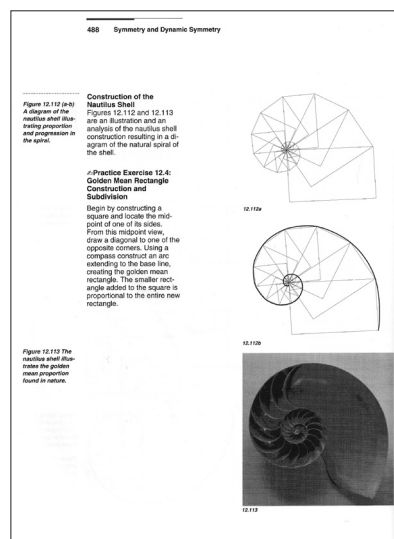 488 Symmetry and Dynamic Symmetry
Figure 12.112 (a-b)
A diagram of the
nautilus shell illus-
trating proportion
and progression in
the spiral.
Construction of the
Nautilus Shell
Figures 12.112 and 12.113
are an illustration and an
analysis of the nautilus shell
construction resulting in a di-
agram of the natural spiral of
the shell.
✍Practice Exercise 12.4:
Golden Mean Rectangle
Construction and
Subdivision
Begin by constructing a
square and locate the mid-
point of one of its sides.
From this midpoint view,
draw a diagonal to one of the
opposite corners. Using a
compass construct an arc
extending to the base line,
creating the golden mean
rectangle. The smaller rect-
angle added to the square is
proportional to the entire new
rectangle.
12.112a
12.112b
Figure 12.113 The
nautilus shell illus-
trates the golden
mean proportion
found in nature.
12.113